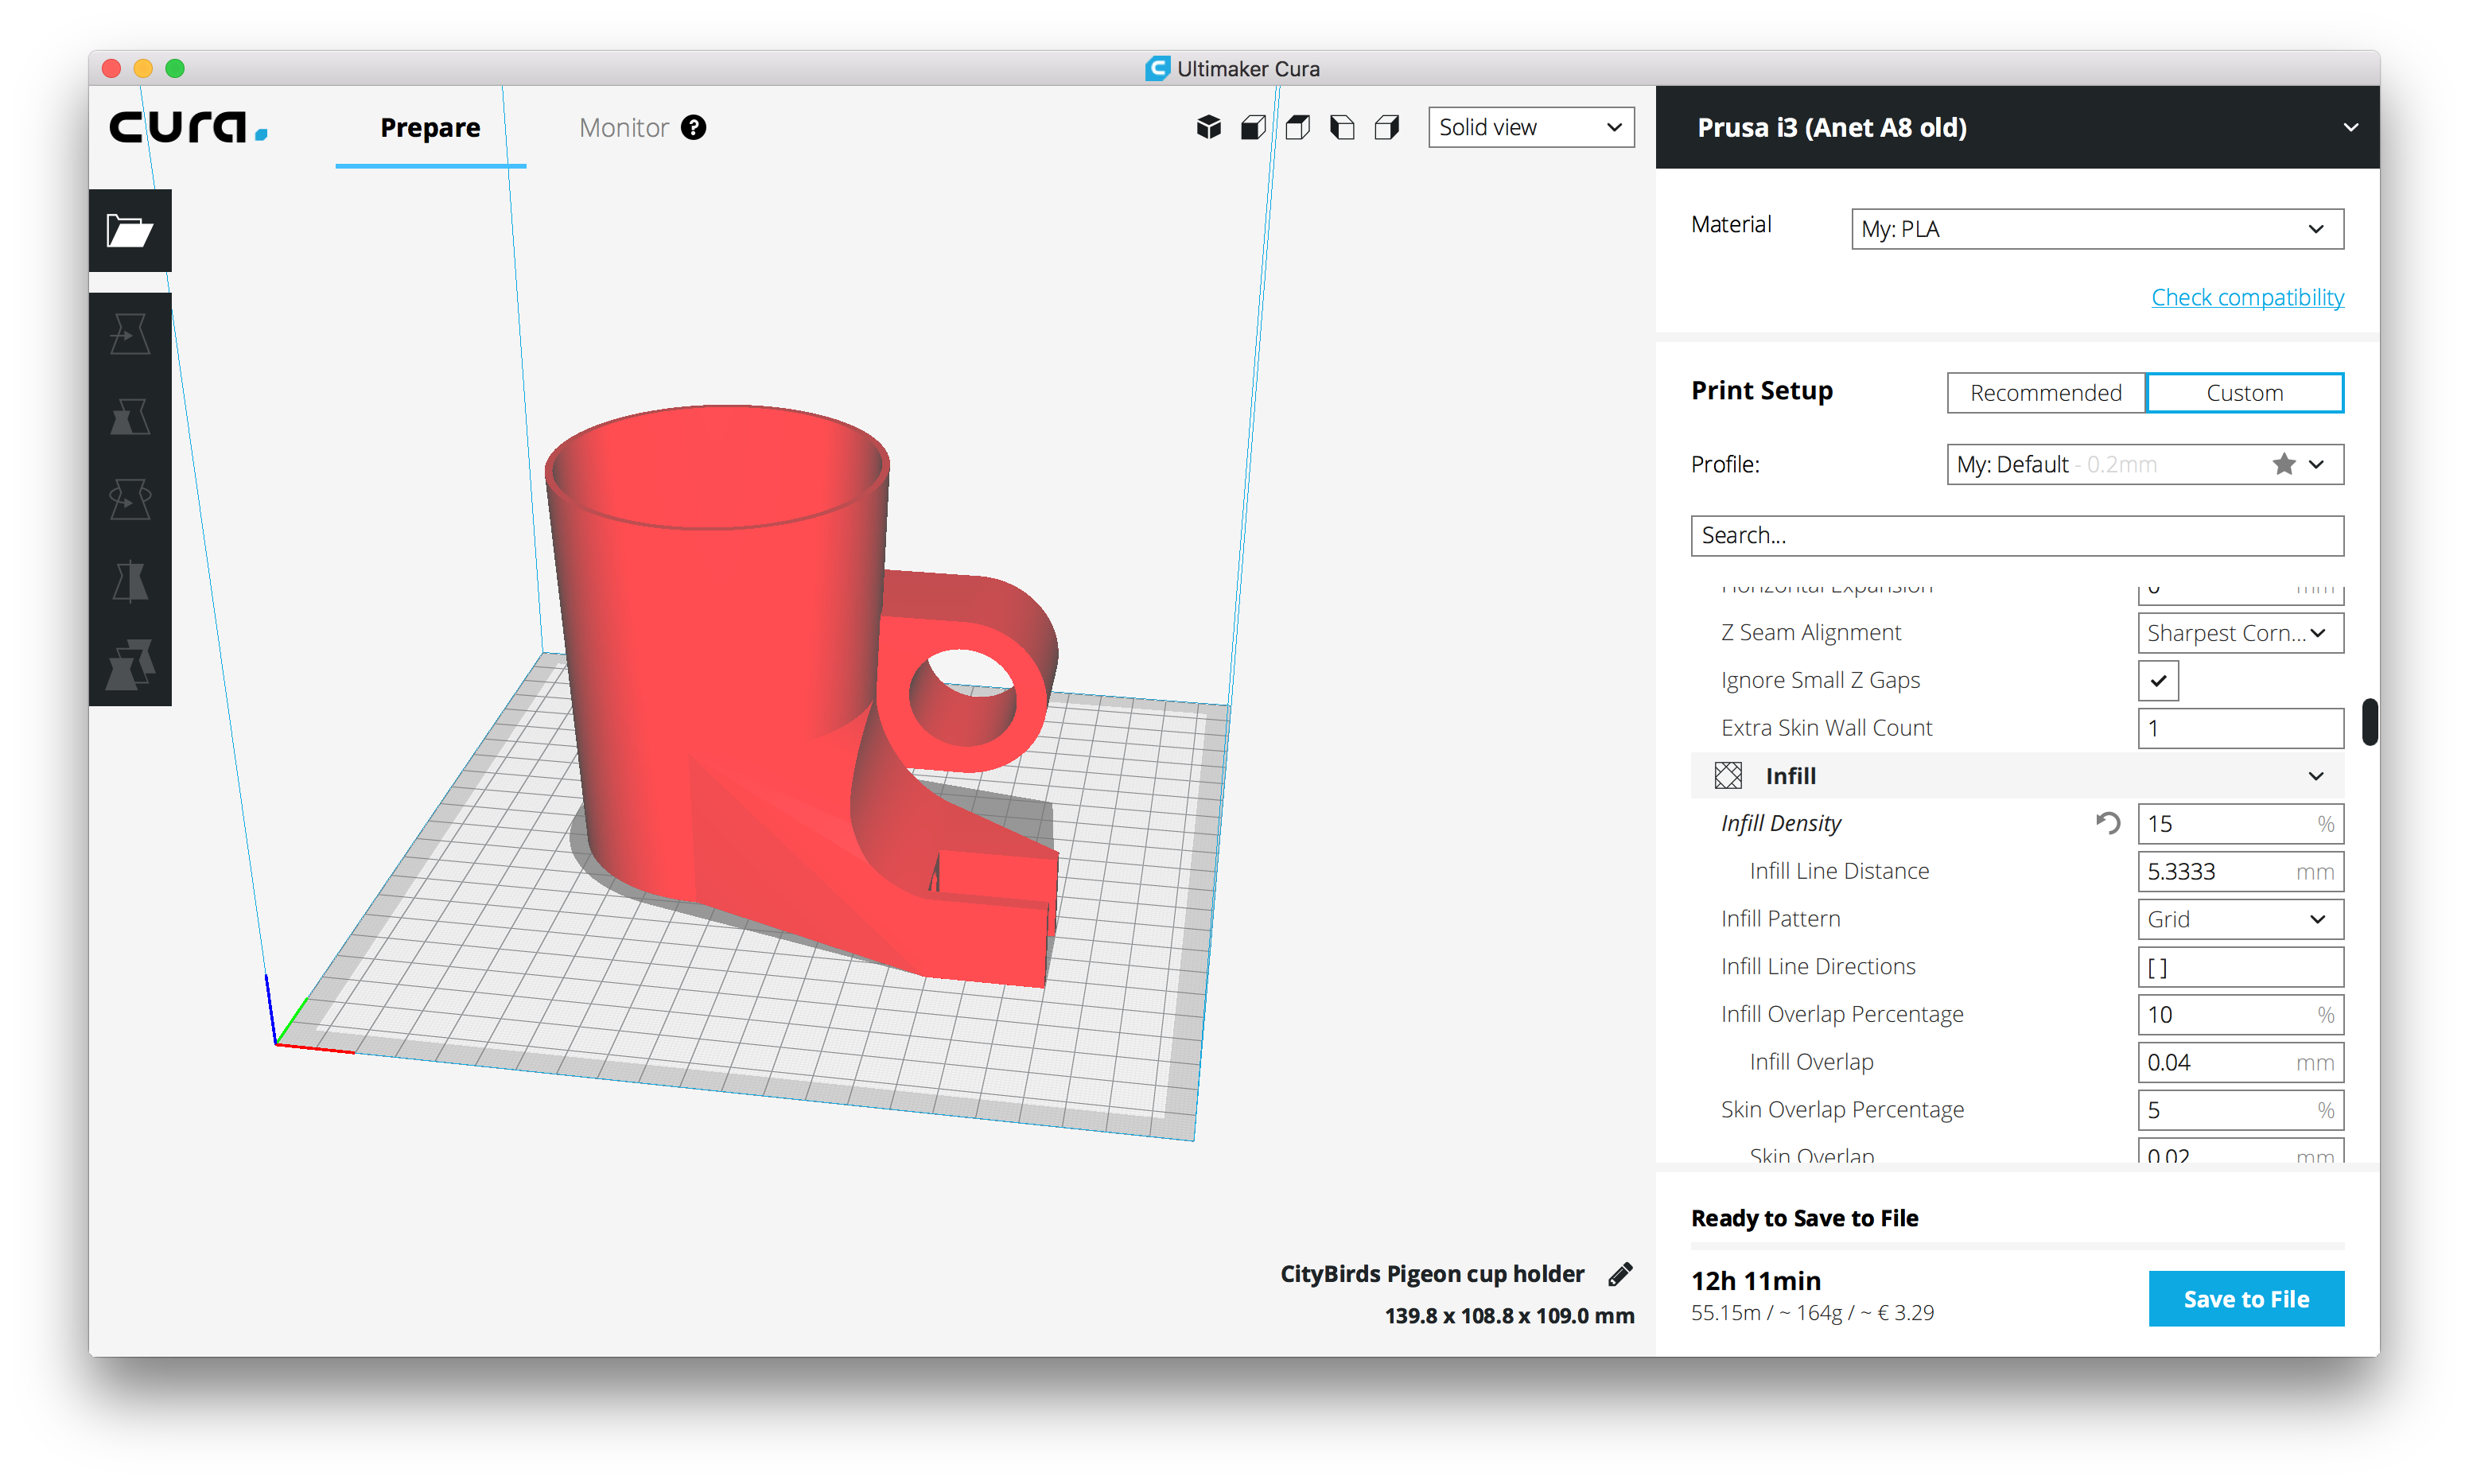 Ultimaker Cura
cura.
Prepare
Monitor ?
Solid view
Prusa i3 (Anet A8 old)
Material
My: PLA
Check compatibility
Print Setup
Recommended
Custom
Profile:
My: Default - 0.2mm
Search...
Horizontal Expansion 0 mm
Z Seam Alignment Sharpest Corn...
Ignore Small Z Gaps
Extra Skin Wall Count 1
Infill
Infill Density 15 %
Infill Line Distance 5.3333 mm
Infill Pattern Grid
Infill Line Directions [ ]
Infill Overlap Percentage 10 %
Infill Overlap 0.04 mm
Skin Overlap Percentage 5 %
Skin Overlap 0.02 mm
CityBirds Pigeon cup holder
139.8 x 108.8 x 109.0 mm
Ready to Save to File
12h 11min
55.15m / ~ 164g / ~ € 3.29
Save to File